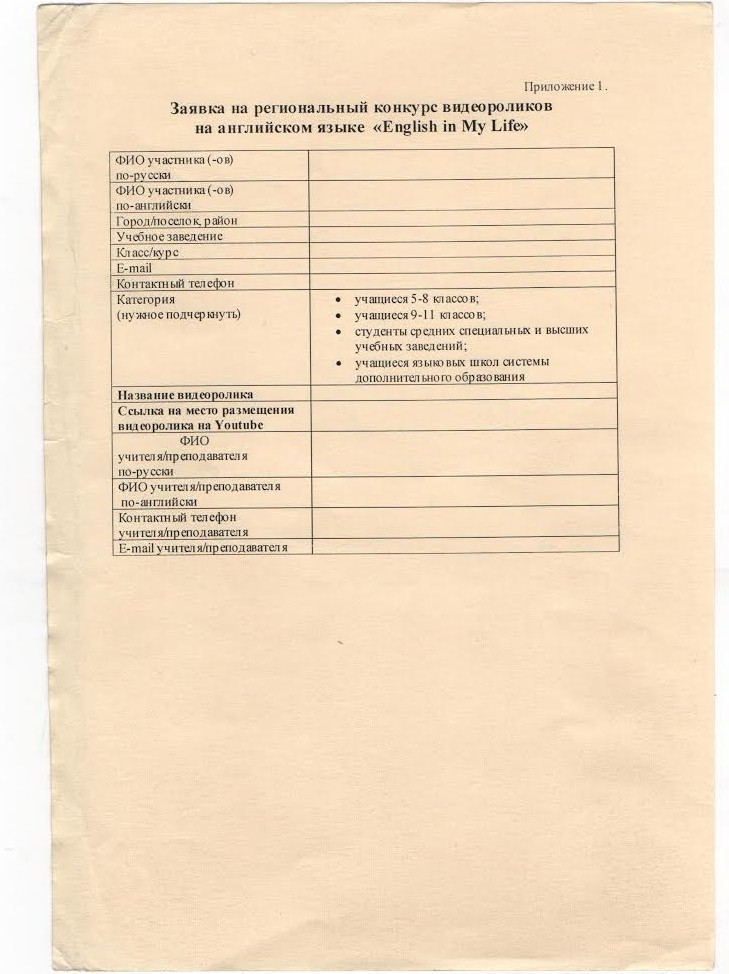 Приложение 1.
Заявка на региональный конкурс видеороликов
на английском языке «English in My Life»
ФИО участника (-ов)
по-русски
ФИО участника (-ов)
по-английски
Город/поселок, район
Учебное заведение
Класс/курс
E-mail
Контактный телефон
Категория
(нужное подчеркнуть)
• учащиеся 5-8 классов;
• учащиеся 9-11 классов;
• студенты средних специальных и высших
учебных заведений;
• учащиеся языковых школ системы
дополнительного образования
Название видеоролика
Ссылка на место размещения
видеоролика на Youtube
ФИО
учителя/преподавателя
по-русски
ФИО учителя/преподавателя
по-английски
Контактный телефон
учителя/преподавателя
E-mail учителя/преподавателя